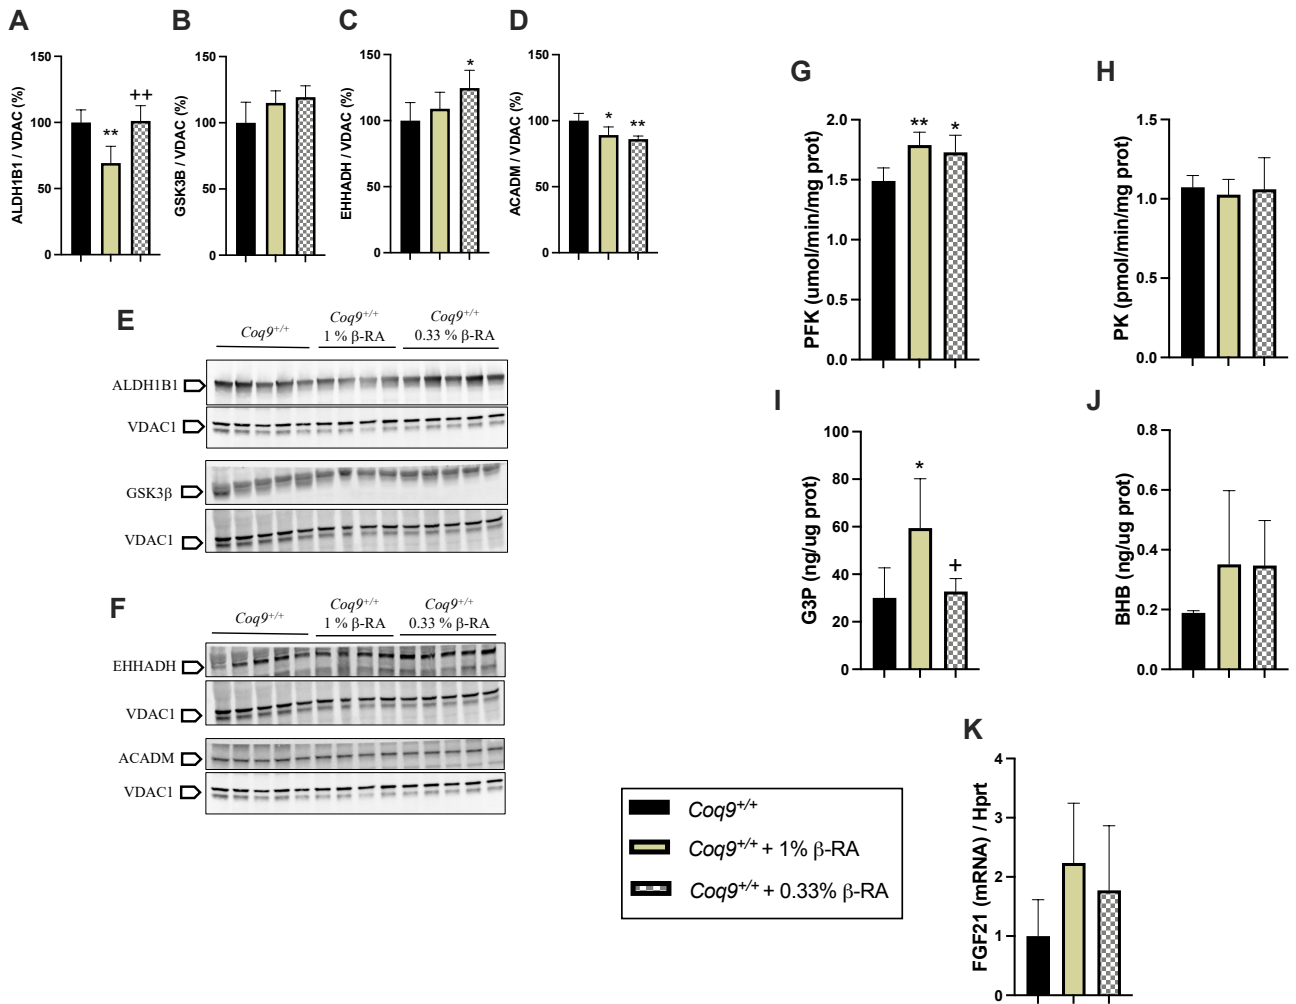 A
150
100
50
0
ALDH1B1 / VDAC (%)
**
++
B
150
100
50
0
GSK3B / VDAC (%)
C
150
100
50
0
EHHADH / VDAC (%)
*
D
150
100
50
0
ACADM / VDAC (%)
*
**
E
Coq9+/+
Coq9+/+
1 % β-RA
Coq9+/+
0.33 % β-RA
ALDH1B1
VDAC1
GSK3β
VDAC1
F
Coq9+/+
Coq9+/+
1 % β-RA
Coq9+/+
0.33 % β-RA
EHHADH
VDAC1
ACADM
VDAC1
G
2.0
1.5
1.0
0.5
0.0
PFK (umol/min/mg prot)
**
*
H
1.5
1.0
0.5
0.0
PK (pmol/min/mg prot)
I
100
80
60
40
20
0
G3P (ng/ug prot)
*
+
J
0.8
0.6
0.4
0.2
0.0
BHB (ng/ug prot)
K
4
3
2
1
0
FGF21 (mRNA) / Hprt
Coq9+/+
Coq9+/+ + 1% β-RA
Coq9+/+ + 0.33% β-RA